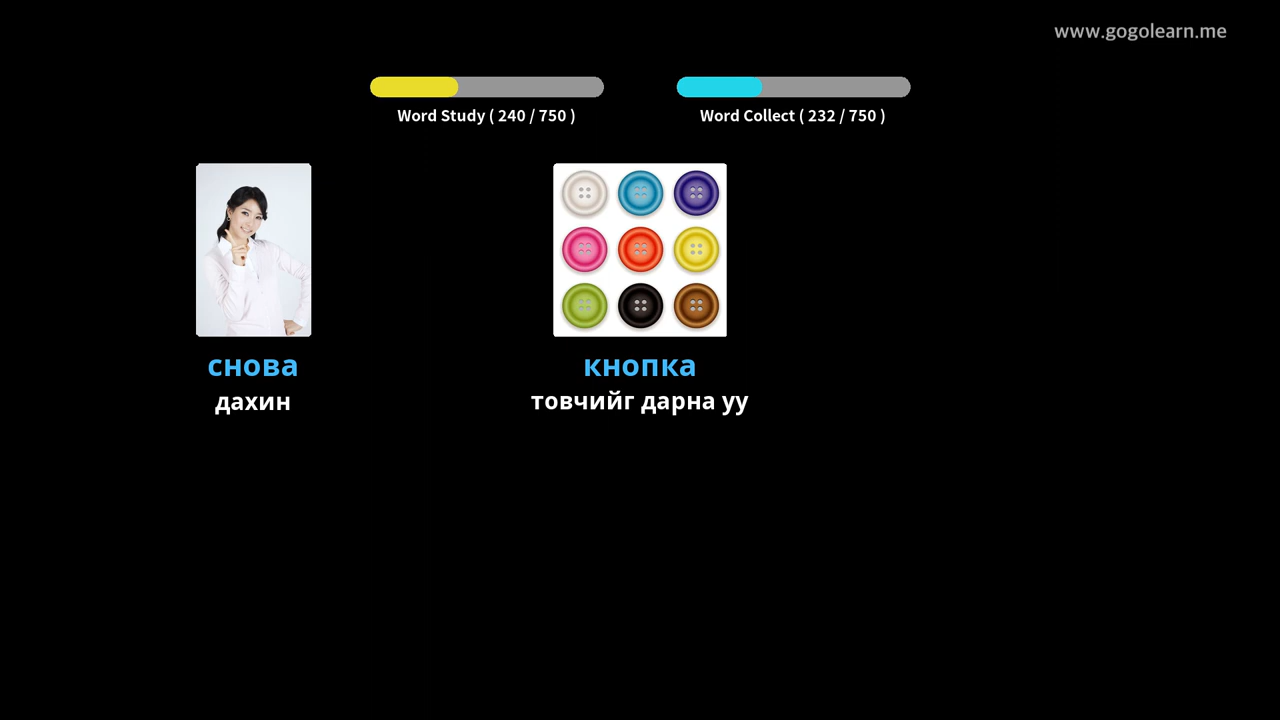 www.gogolearn.me
Word Study ( 240 / 750 )
Word Collect ( 232 / 750 )
снова
дахин
кнопка
товчийг дарна уу